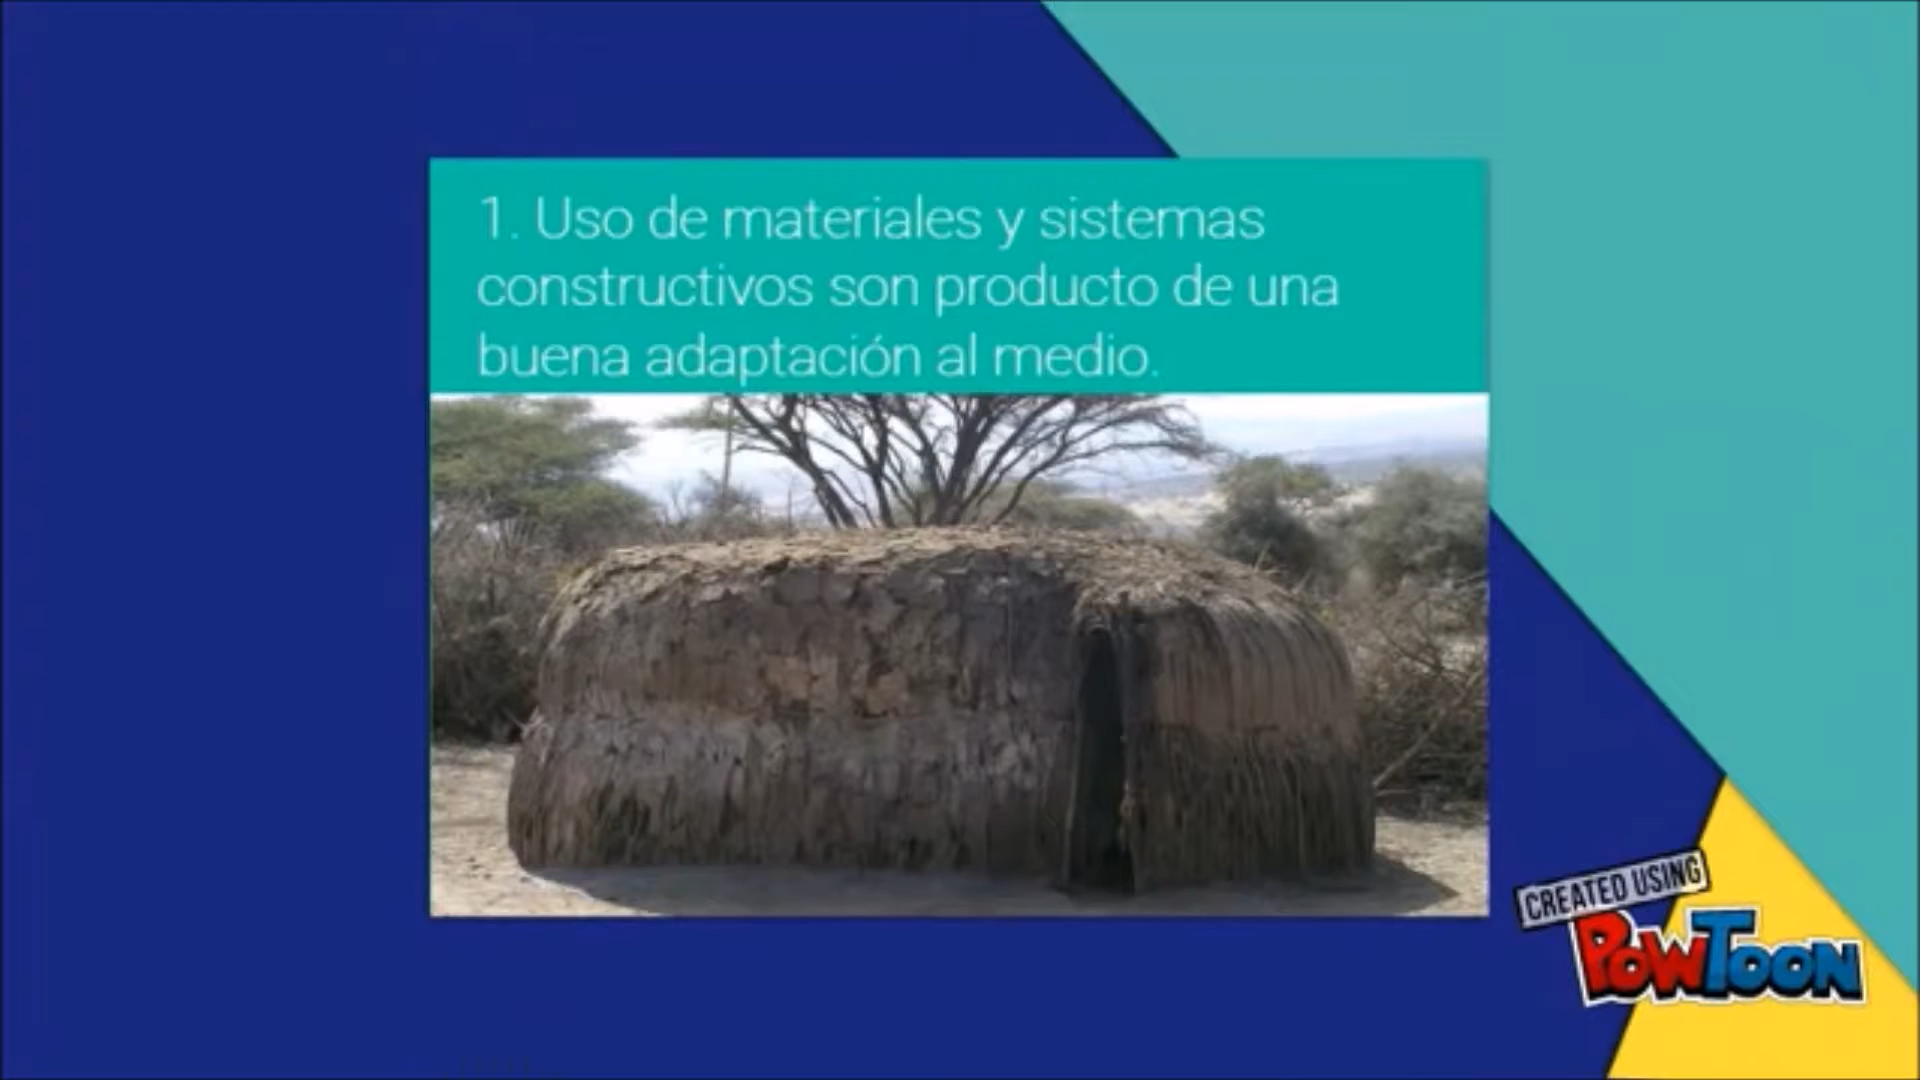 1. Uso de materiales y sistemas
constructivos son producto de una
buena adaptación al medio.
CREATED USING
POWTOON